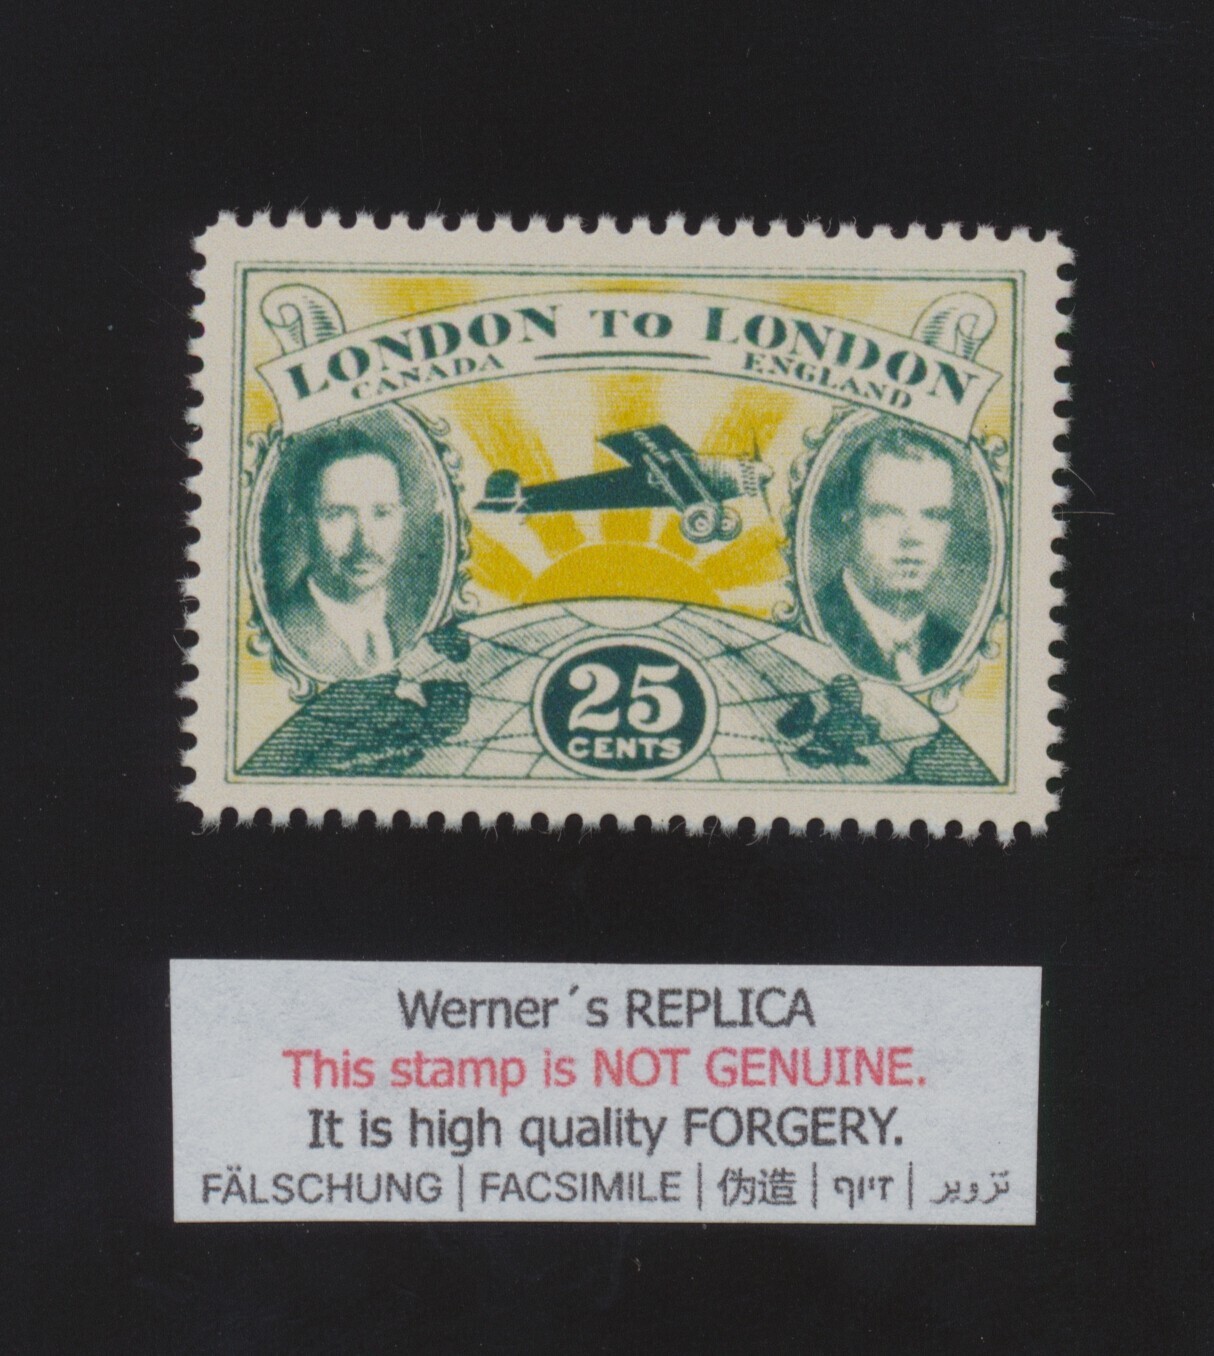 LONDON TO LONDON
CANADA ENGLAND
25
CENTS
Werner´s REPLICA
This stamp is NOT GENUINE.
It is high quality FORGERY.
FÄLSCHUNG | FACSIMILE | 伪造 | זיוף | تزوير